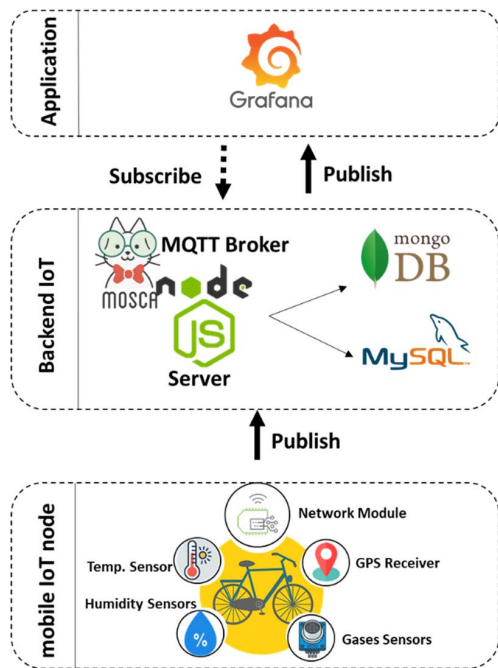 Application
Grafana
Subscribe
Publish
Backend IoT
MQTT Broker
MOSCA
node
JS
Server
mongo
DB
MySQL
Publish
mobile IoT node
Network Module
Temp. Sensor
GPS Receiver
Humidity Sensors
%
Gases Sensors